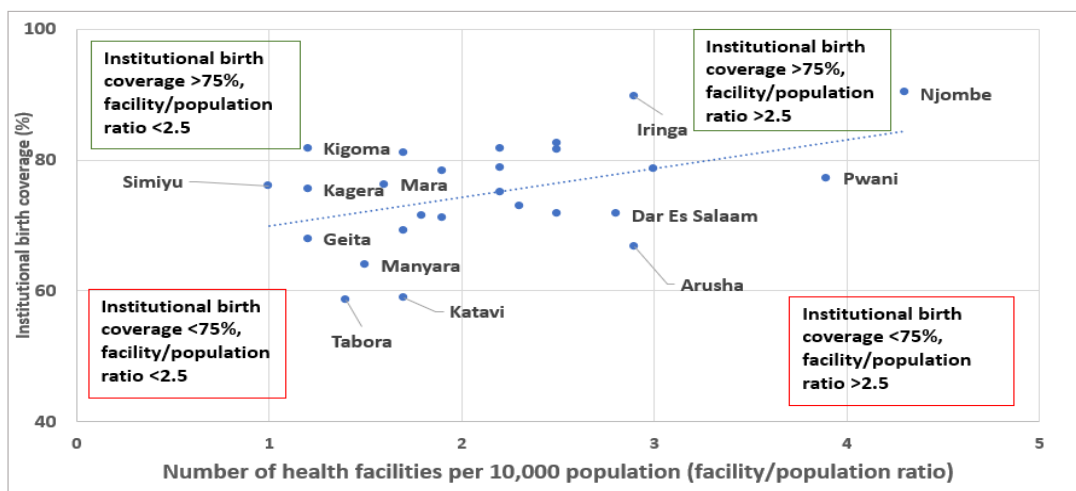 Institutional birth coverage (%)
100
80
60
40
Institutional birth
coverage >75%,
facility/population
ratio <2.5
Institutional birth
coverage >75%,
facility/population
ratio >2.5
Njombe
Iringa
Kigoma
Simiyu
Kagera
Mara
Pwani
Dar Es Salaam
Geita
Manyara
Arusha
Katavi
Tabora
Institutional birth
coverage <75%,
facility/population
ratio <2.5
Institutional birth
coverage <75%,
facility/population
ratio >2.5
0
1
2
3
4
5
Number of health facilities per 10,000 population (facility/population ratio)